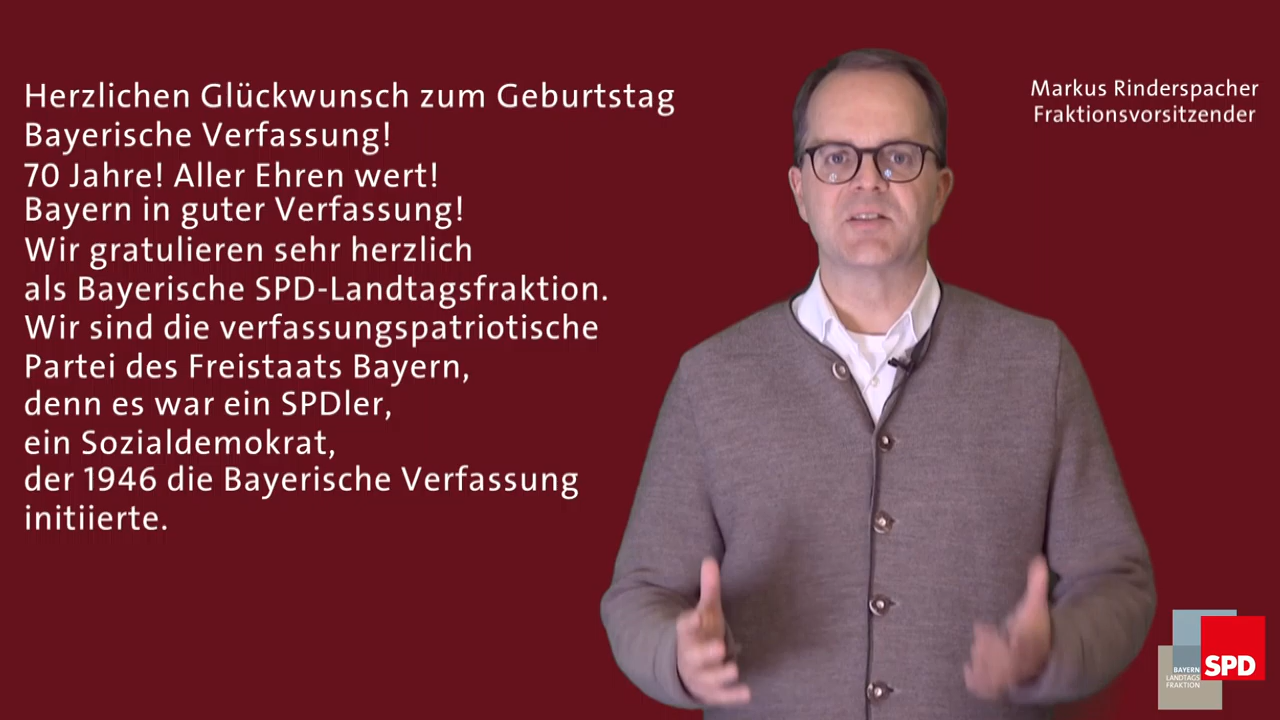 Herzlichen Glückwunsch zum Geburtstag
Bayerische Verfassung!
70 Jahre! Aller Ehren wert!
Bayern in guter Verfassung!
Wir gratulieren sehr herzlich
als Bayerische SPD-Landtagsfraktion.
Wir sind die verfassungspatriotische
Partei des Freistaats Bayern,
denn es war ein SPDler,
ein Sozialdemokrat,
der 1946 die Bayerische Verfassung
initiierte.
Markus Rinderspacher
Fraktionsvorsitzender
BAYERN
LANDTAGS
FRAKTION
SPD